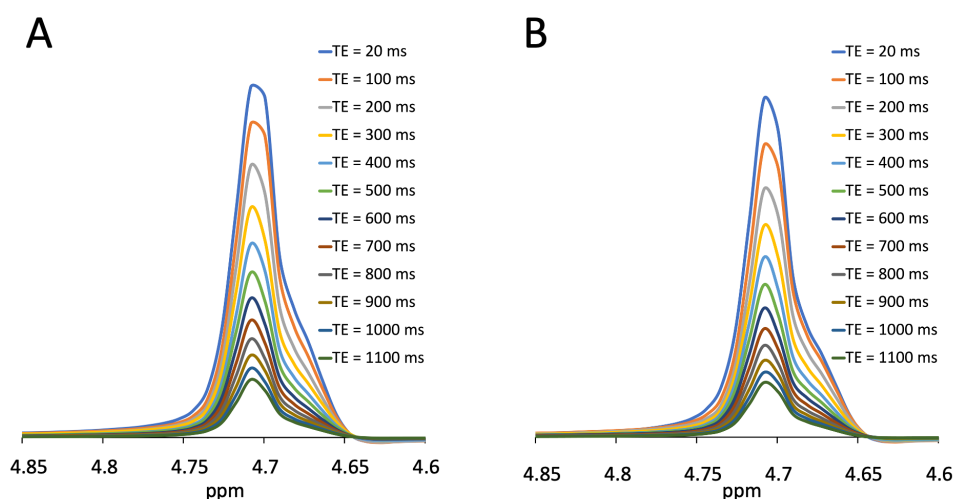 A
TE = 20 ms
TE = 100 ms
TE = 200 ms
TE = 300 ms
TE = 400 ms
TE = 500 ms
TE = 600 ms
TE = 700 ms
TE = 800 ms
TE = 900 ms
TE = 1000 ms
TE = 1100 ms
4.85 4.8 4.75 4.7 4.65 4.6
ppm
B
TE = 20 ms
TE = 100 ms
TE = 200 ms
TE = 300 ms
TE = 400 ms
TE = 500 ms
TE = 600 ms
TE = 700 ms
TE = 800 ms
TE = 900 ms
TE = 1000 ms
TE = 1100 ms
4.85 4.8 4.75 4.7 4.65 4.6
ppm